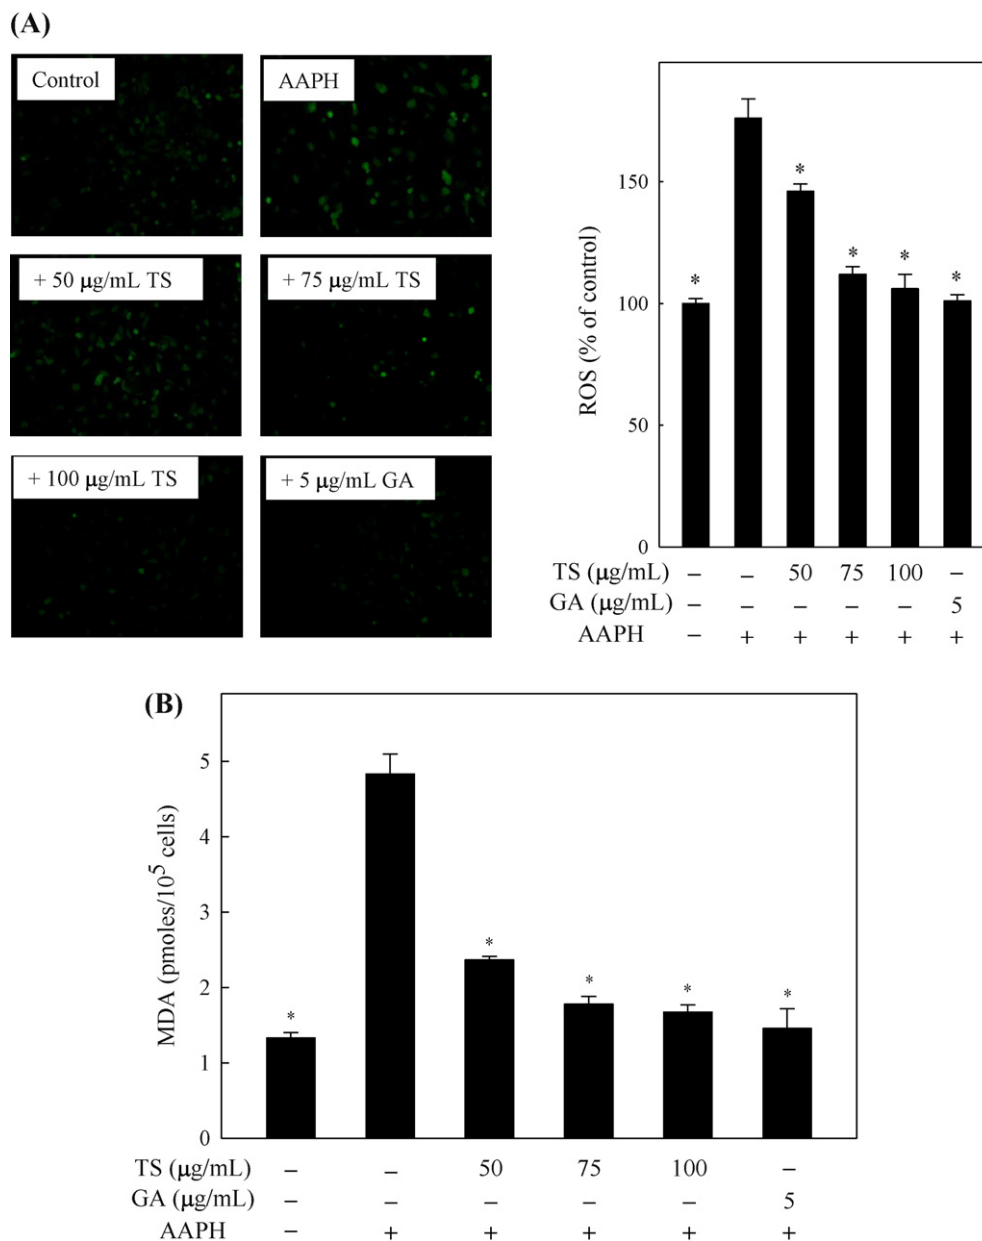 (A)
Control
AAPH
+ 50 μg/mL TS
+ 75 μg/mL TS
+ 100 μg/mL TS
+ 5 μg/mL GA
ROS (% of control)
150
100
50
0
*
*
*
*
*
TS (μg/mL) – – 50 75 100 –
GA (μg/mL) – – – – – 5
AAPH – + + + + +
(B)
MDA (pmoles/10⁵ cells)
5
4
3
2
1
0
*
*
*
*
*
TS (μg/mL) – – 50 75 100 –
GA (μg/mL) – – – – – 5
AAPH – + + + + +